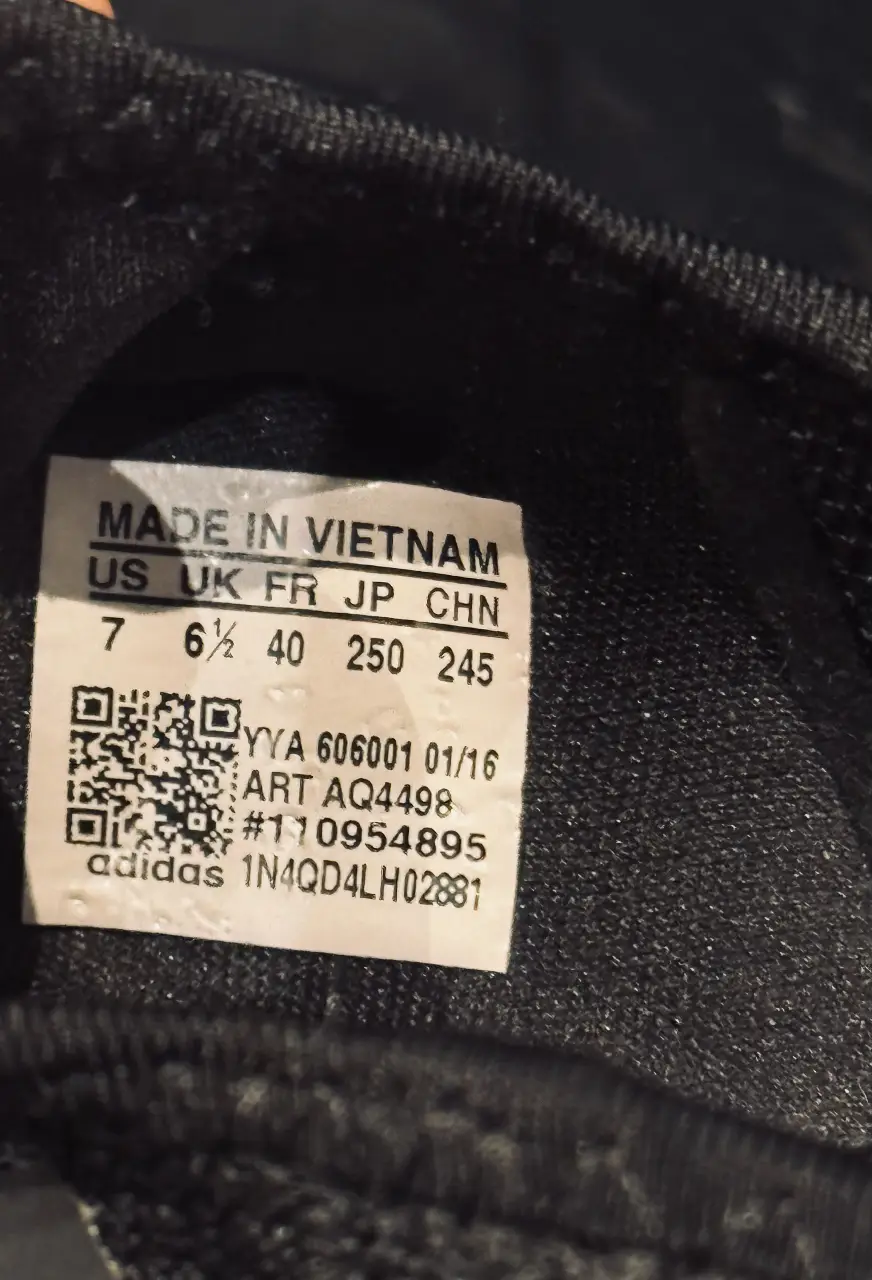 MADE IN VIETNAM
US UK FR JP CHN
7 6½ 40 250 245
YYA 606001 01/16
ART AQ4498
#110954895
adidas 1N4QD4LH02881